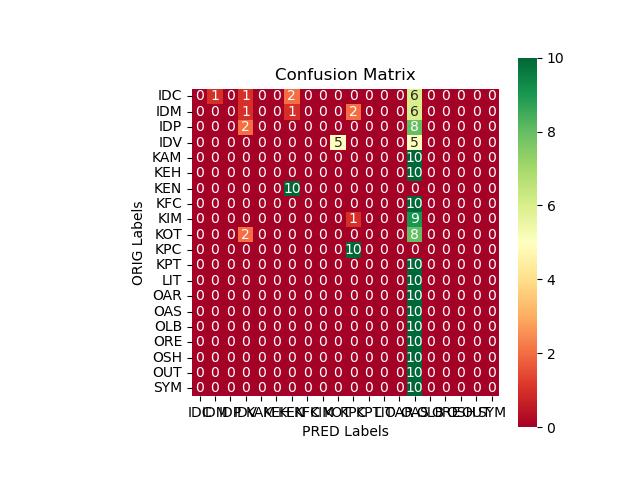 Confusion Matrix
10
8
6
4
2
0
ORIG Labels
IDC 0 1 0 1 0 0 2 0 0 0 0 0 0 0 6 0 0 0 0 0
IDM 0 0 0 1 0 0 1 0 0 0 2 0 0 0 6 0 0 0 0 0
IDP 0 0 0 2 0 0 0 0 0 0 0 0 0 0 8 0 0 0 0 0
IDV 0 0 0 0 0 0 0 0 0 5 0 0 0 0 5 0 0 0 0 0
KAM 0 0 0 0 0 0 0 0 0 0 0 0 0 0 10 0 0 0 0 0
KEH 0 0 0 0 0 0 0 0 0 0 0 0 0 0 10 0 0 0 0 0
KEN 0 0 0 0 0 0 10 0 0 0 0 0 0 0 0 0 0 0 0 0
KFC 0 0 0 0 0 0 0 0 0 0 0 0 0 0 10 0 0 0 0 0
KIM 0 0 0 0 0 0 0 0 0 0 1 0 0 0 9 0 0 0 0 0
KOT 0 0 0 2 0 0 0 0 0 0 0 0 0 0 8 0 0 0 0 0
KPC 0 0 0 0 0 0 0 0 0 0 10 0 0 0 0 0 0 0 0 0
KPT 0 0 0 0 0 0 0 0 0 0 0 0 0 0 10 0 0 0 0 0
LIT 0 0 0 0 0 0 0 0 0 0 0 0 0 0 10 0 0 0 0 0
OAR 0 0 0 0 0 0 0 0 0 0 0 0 0 0 10 0 0 0 0 0
OAS 0 0 0 0 0 0 0 0 0 0 0 0 0 0 10 0 0 0 0 0
OLB 0 0 0 0 0 0 0 0 0 0 0 0 0 0 10 0 0 0 0 0
ORE 0 0 0 0 0 0 0 0 0 0 0 0 0 0 10 0 0 0 0 0
OSH 0 0 0 0 0 0 0 0 0 0 0 0 0 0 10 0 0 0 0 0
OUT 0 0 0 0 0 0 0 0 0 0 0 0 0 0 10 0 0 0 0 0
SYM 0 0 0 0 0 0 0 0 0 0 0 0 0 0 10 0 0 0 0 0
IDC IDM IDP IDV KAM KEH KEN KFC KIM KOT KPC KPT LIT OAR OAS OLB ORE OSH OUT SYM
PRED Labels